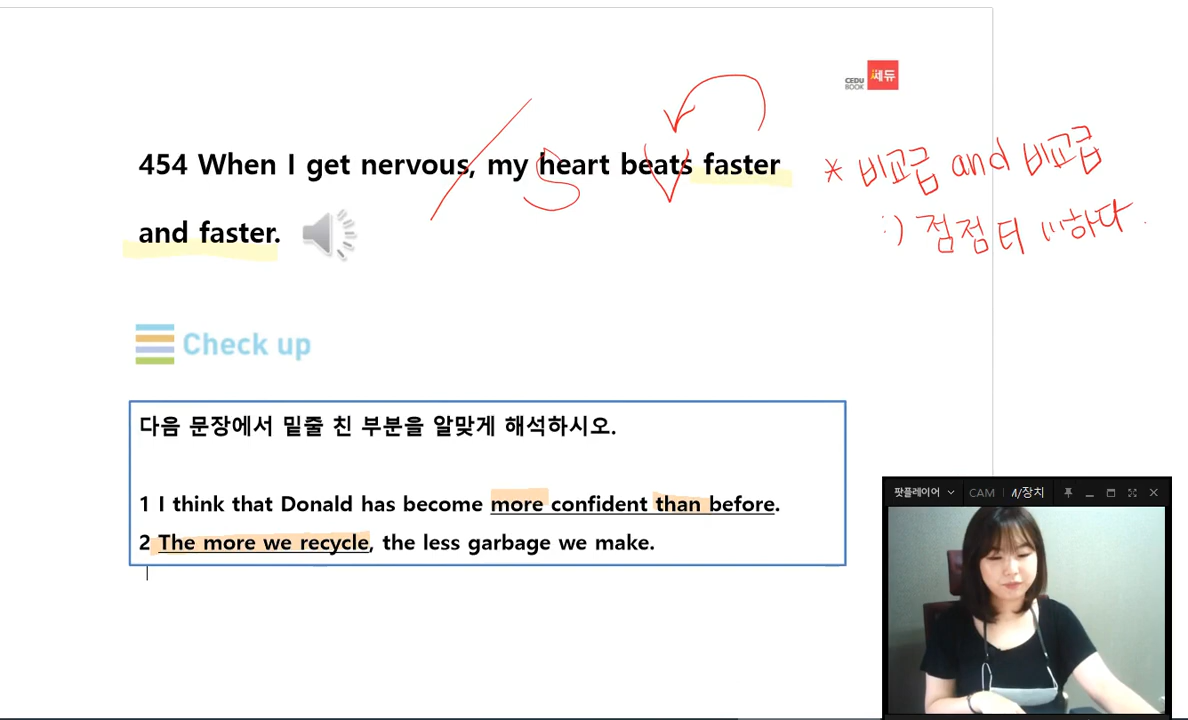 CEDU
BOOK
쎄듀
454 When I get nervous, my heart beats faster
and faster.
S
V
* 비교급 and 비교급
:) 점점 더 …하다.
Check up
다음 문장에서 밑줄 친 부분을 알맞게 해석하시오.
1 I think that Donald has become more confident than before.
2 The more we recycle, the less garbage we make.
팟플레이어
CAM
장치